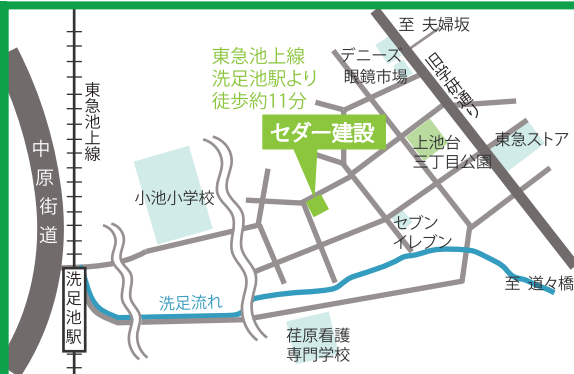 至 夫婦坂
デニーズ
眼鏡市場
旧学研通り
東急池上線
洗足池駅より
徒歩約11分
セダー建設
上池台
三丁目公園
東急ストア
東急池上線
中原街道
小池小学校
セブン
イレブン
洗足池駅
洗足流れ
至 道々橋
荏原看護
専門学校